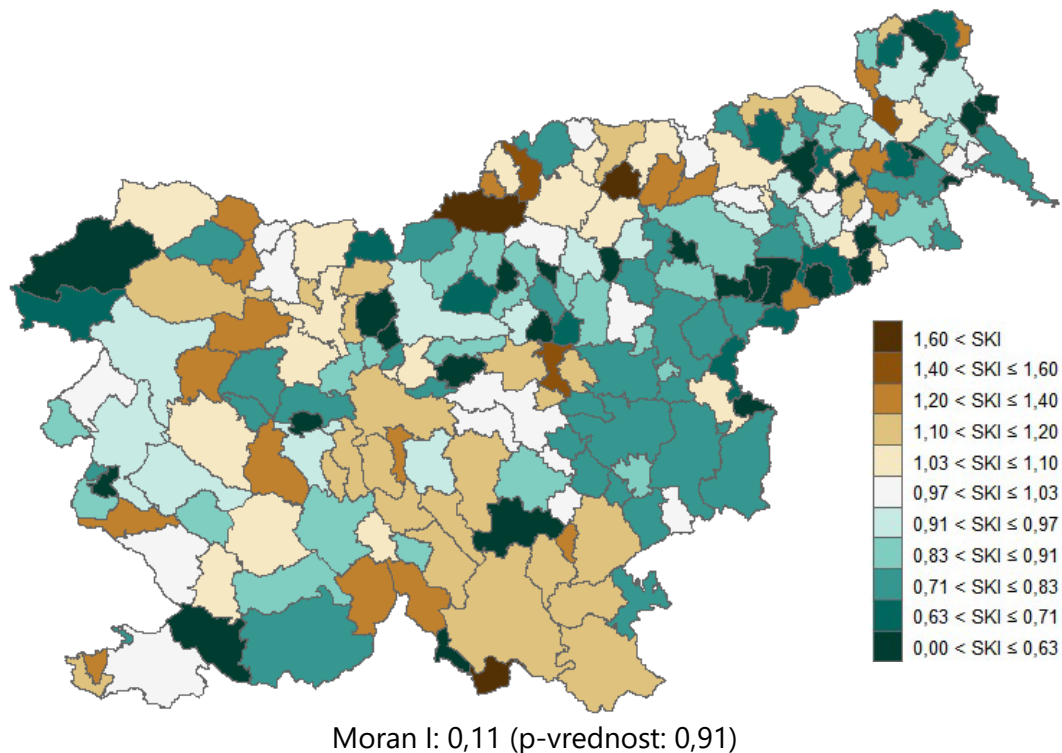 1,60 < SKI
1,40 < SKI ≤ 1,60
1,20 < SKI ≤ 1,40
1,10 < SKI ≤ 1,20
1,03 < SKI ≤ 1,10
0,97 < SKI ≤ 1,03
0,91 < SKI ≤ 0,97
0,83 < SKI ≤ 0,91
0,71 < SKI ≤ 0,83
0,63 < SKI ≤ 0,71
0,00 < SKI ≤ 0,63
Moran I: 0,11 (p-vrednost: 0,91)